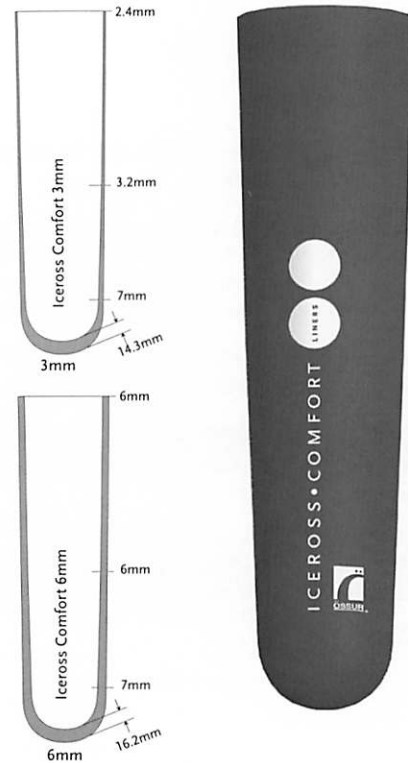 2.4mm
Iceross Comfort 3mm
3.2mm
7mm
14.3mm
3mm
6mm
Iceross Comfort 6mm
6mm
7mm
16.2mm
6mm
LINERS
ICEROSS • COMFORT
ÖSSUR